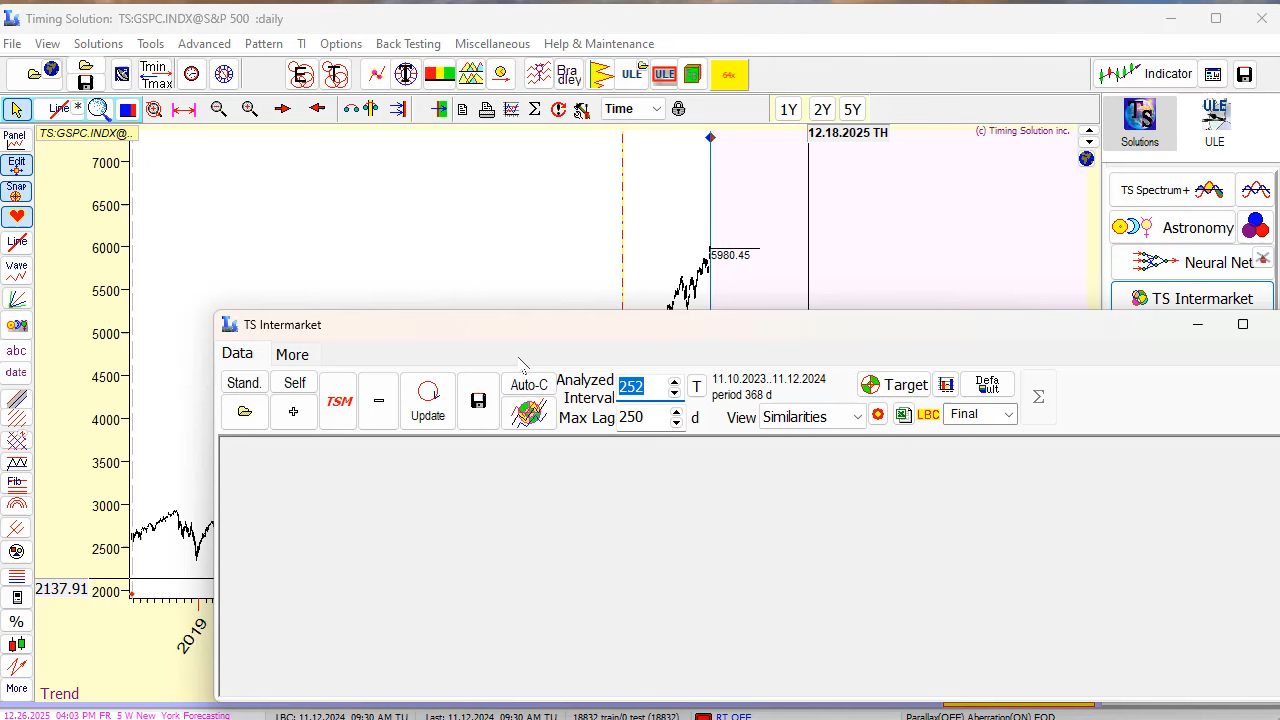 Timing Solution: TS:GSPC.INDX@S&P 500 :daily
File View Solutions Tools Advanced Pattern TI Options Back Testing Miscellaneous Help & Maintenance
Tmin Tmax E T Bra dley ULE ULE 64x Indicator
Line * Time 1Y 2Y 5Y
Solutions ULE
Panel TS:GSPC.INDX@.. 12.18.2025 TH (c) Timing Solution inc.
Edit
Snap
Line
Wave
abc
date
Fib
%
More
7000
6500
6000
5500
5000
4500
4000
3500
3000
2500
2137.91
2000
5980.45
2019
Trend
TS Spectrum+
Astronomy
Neural Net
TS Intermarket
TS Intermarket
Data More
Stand. Self TSM - Update Auto-C
Analyzed Interval 252 T
11.10.2023..11.12.2024
period 368 d
Target Defa ult Σ
Max Lag 250 d View Similarities LBC Final
12.26.2025 04:03 PM FR 5 W New York Forecasting LBC: 11.12.2024, 09:30 AM TU Last: 11.12.2024, 09:30 AM TU 18832 train/0 test (18832) RT OFF Parallax(OFF) Aberration(ON) EOD